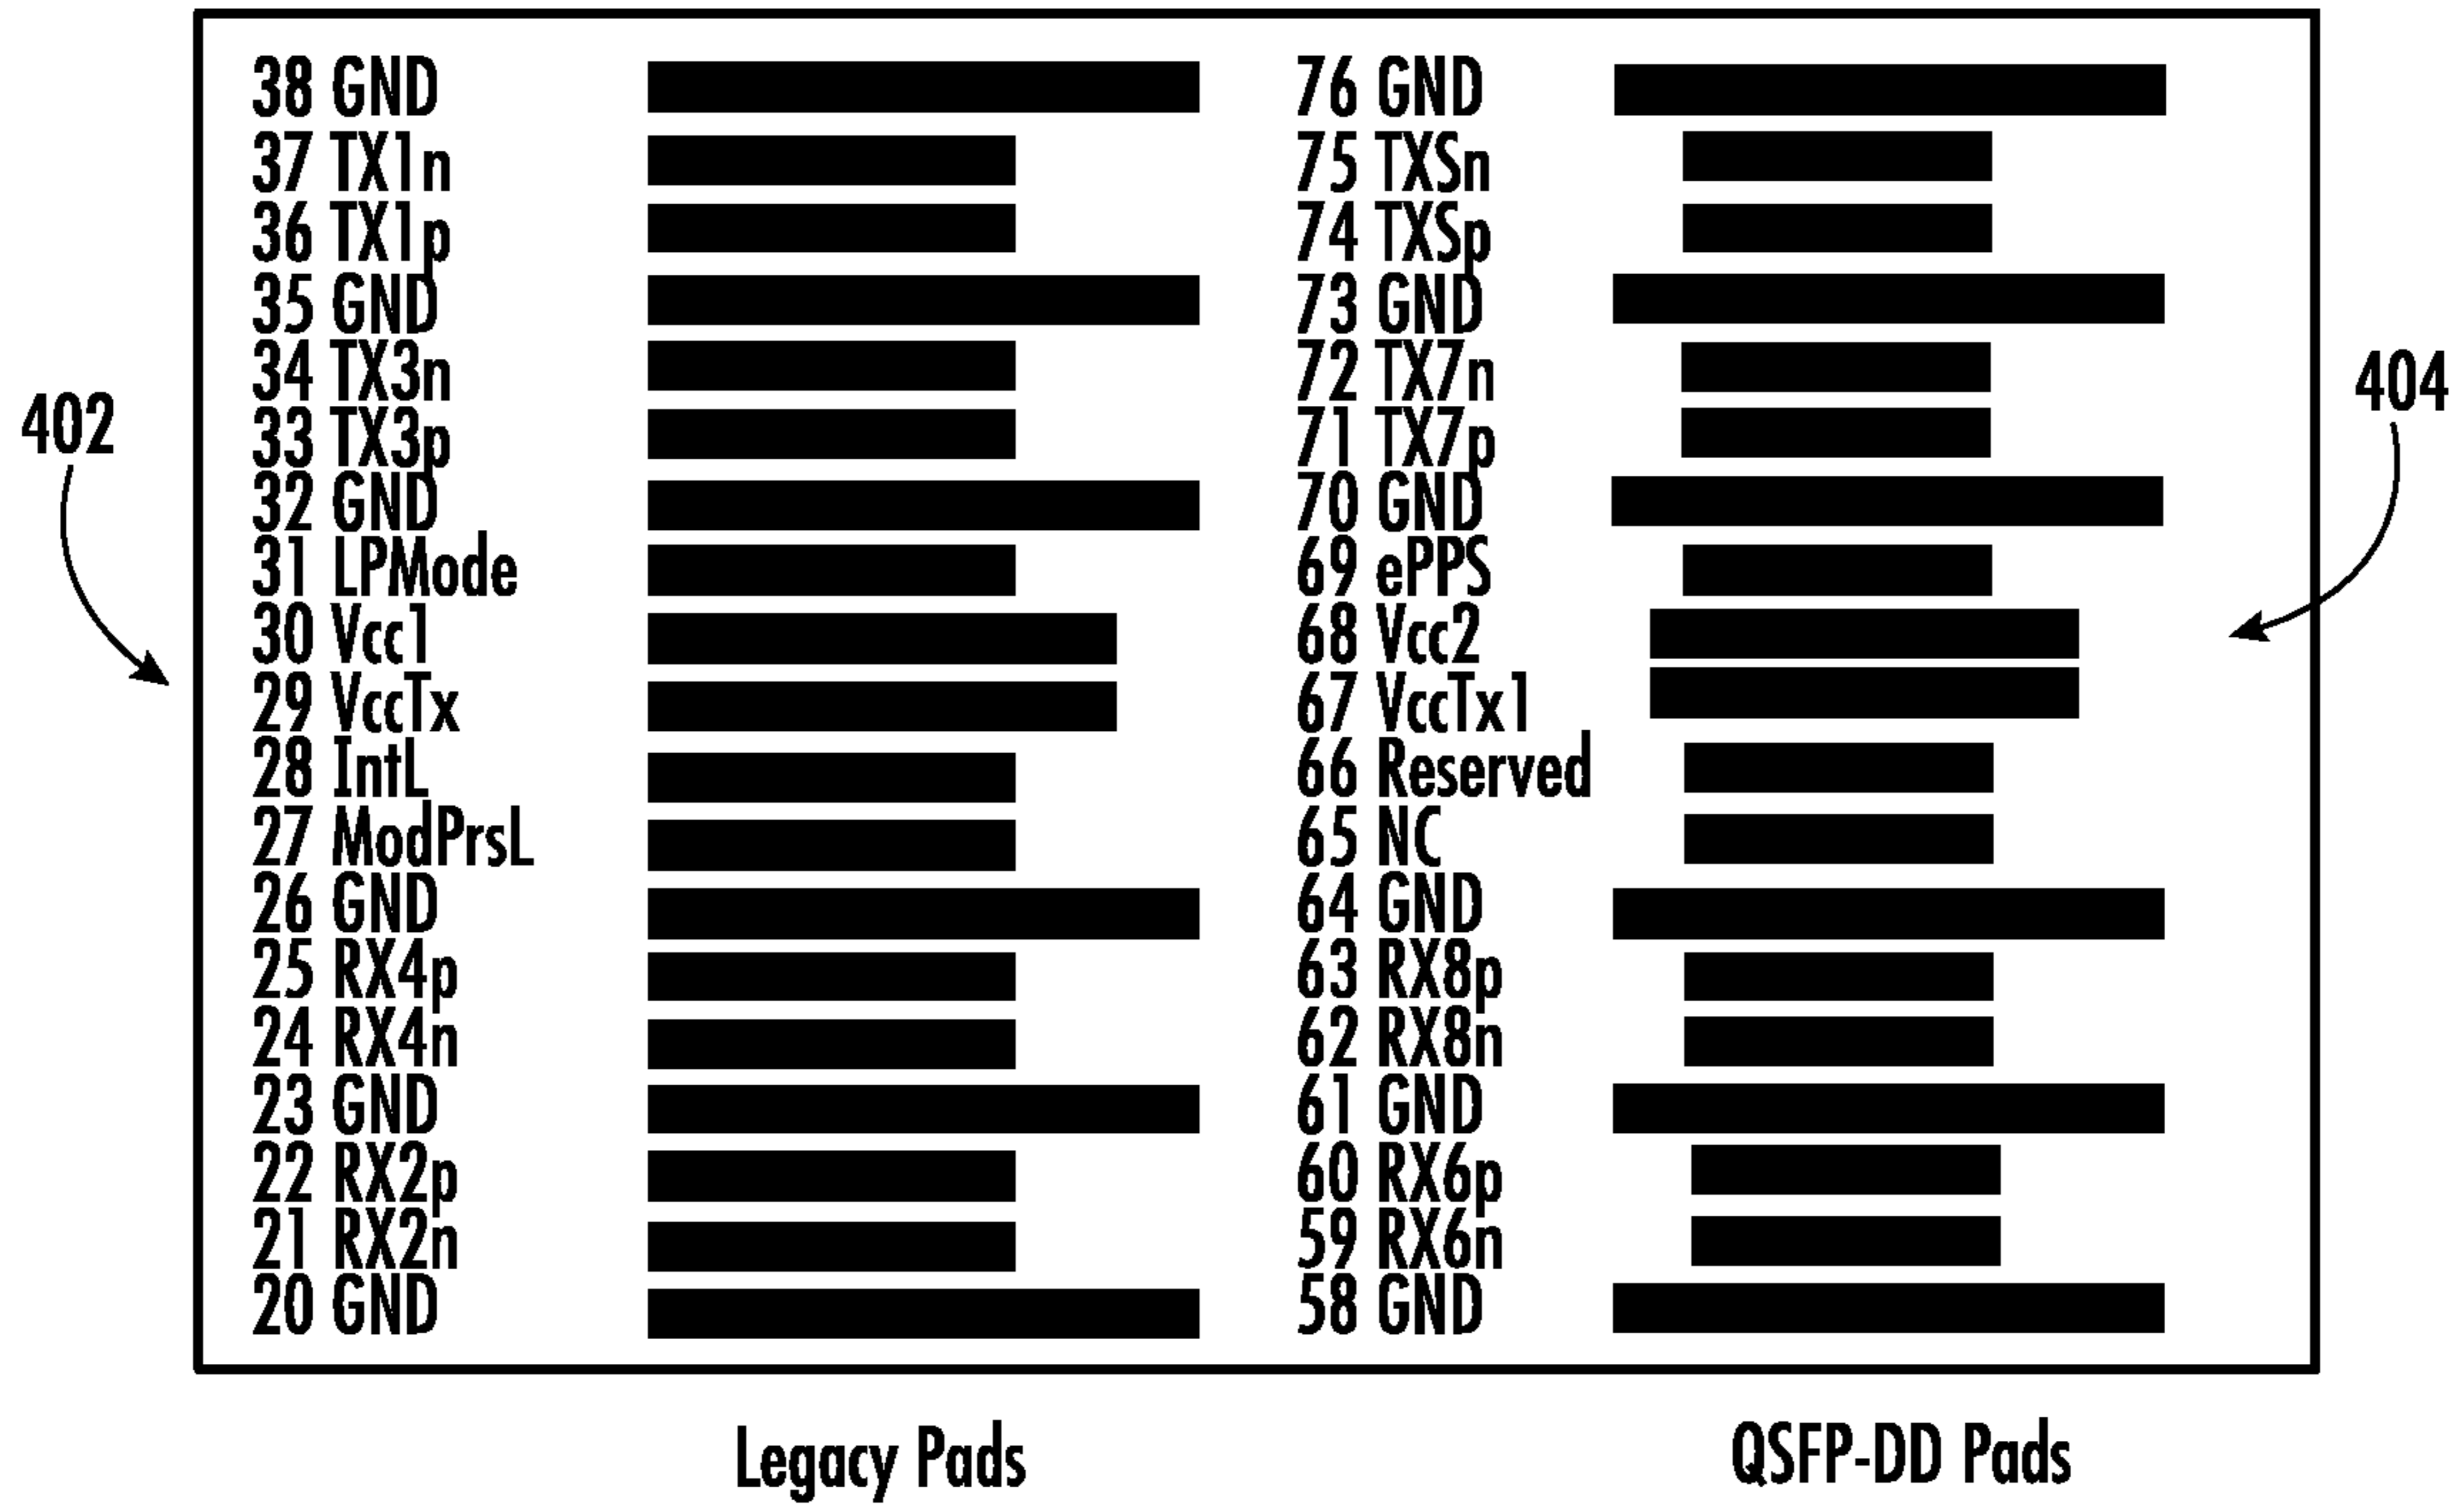 38 GND
37 TX1n
36 TX1p
35 GND
34 TX3n
33 TX3p
32 GND
31 LPMode
30 Vcc1
29 VccTx
28 IntL
27 ModPrsL
26 GND
25 RX4p
24 RX4n
23 GND
22 RX2p
21 RX2n
20 GND
76 GND
75 TXSn
74 TXSp
73 GND
72 TX7n
71 TX7p
70 GND
69 ePPS
68 Vcc2
67 VccTx1
66 Reserved
65 NC
64 GND
63 RX8p
62 RX8n
61 GND
60 RX6p
59 RX6n
58 GND
402
404
Legacy Pads
QSFP-DD Pads